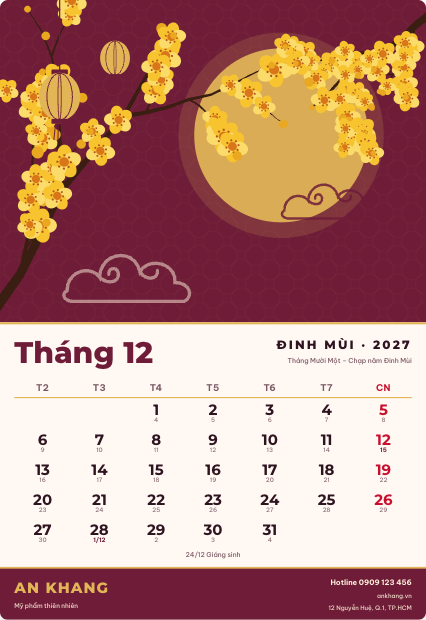 Tháng 12
ĐINH MÙI · 2027
Tháng Mười Một – Chạp năm Đinh Mùi
T2 T3 T4 T5 T6 T7 CN
1 2 3 4 5
4 5 6 7 8
6 7 8 9 10 11 12
9 10 11 12 13 14 15
13 14 15 16 17 18 19
16 17 18 19 20 21 22
20 21 22 23 24 25 26
23 24 25 26 27 28 29
27 28 29 30 31
30 1/12 2 3 4
24/12 Giáng sinh
AN KHANG
Mỹ phẩm thiên nhiên
Hotline 0909 123 456
ankhang.vn
12 Nguyễn Huệ, Q.1, TP.HCM